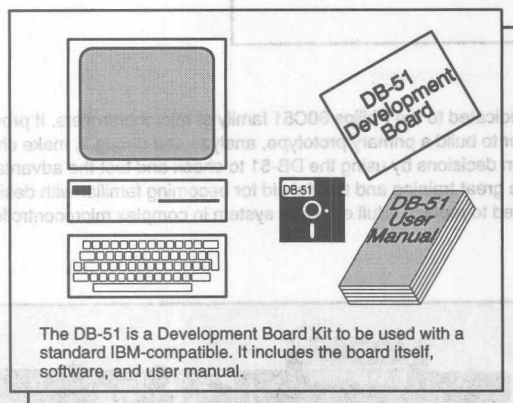 DB-51
Development
Board
DB-51
DB-51
User
Manual
The DB-51 is a Development Board Kit to be used with a
standard IBM-compatible. It includes the board itself,
software, and user manual.